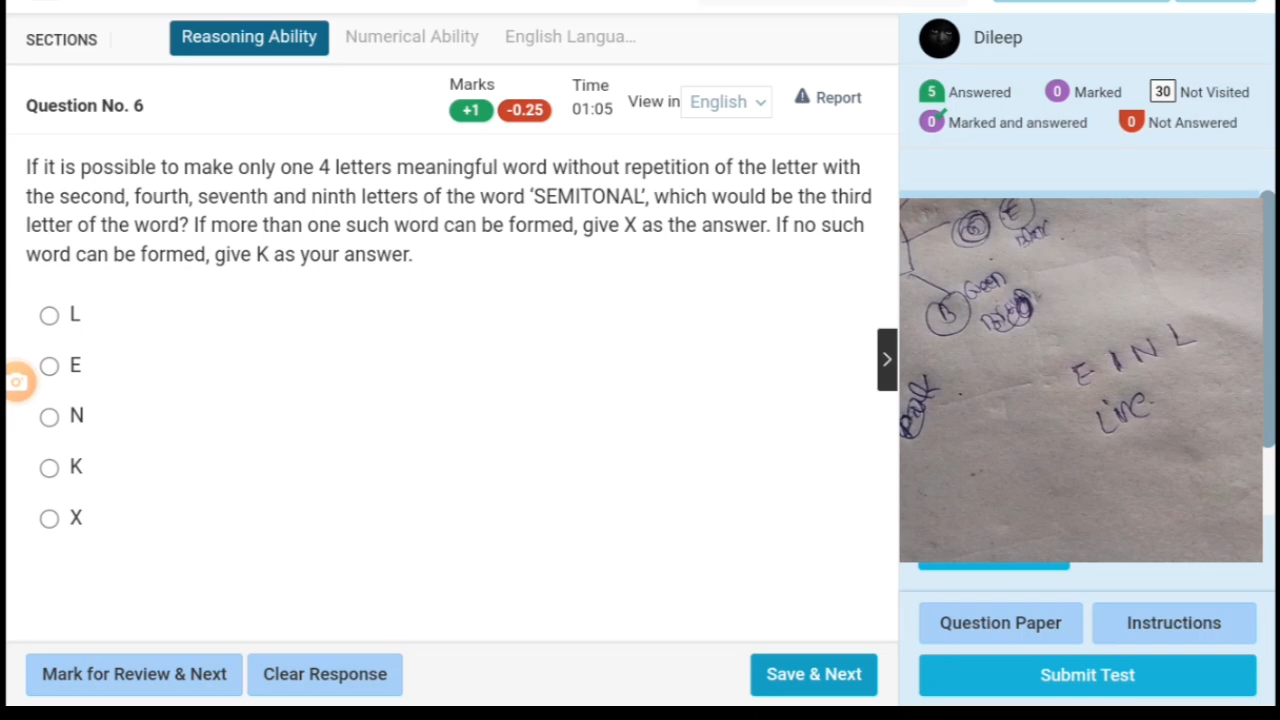 SECTIONS
Reasoning Ability
Numerical Ability
English Langua...
Dileep
Question No. 6
Marks
+1 -0.25
Time
01:05
View in English
Report
5 Answered
0 Marked
30 Not Visited
0 Marked and answered
0 Not Answered
If it is possible to make only one 4 letters meaningful word without repetition of the letter with
the second, fourth, seventh and ninth letters of the word ‘SEMITONAL’, which would be the third
letter of the word? If more than one such word can be formed, give X as the answer. If no such
word can be formed, give K as your answer.
L
E
N
K
X
B
Green
E I N L
Line
Mark for Review & Next
Clear Response
Save & Next
Question Paper
Instructions
Submit Test